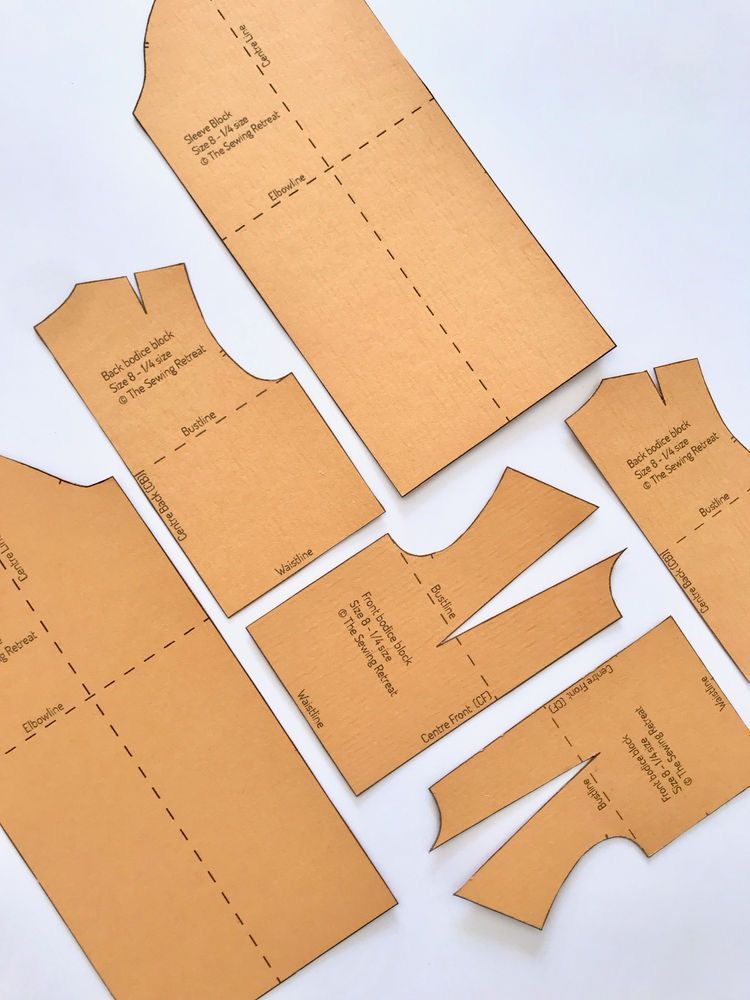 Centre Line
Sleeve Block
Size 8 - 1/4 size
© The Sewing Retreat
Elbowline
Back bodice block
Size 8 - 1/4 size
© The Sewing Retreat
Bustline
Centre Back (CB)
Waistline
Back bodice block
Size 8 - 1/4 size
© The Sewing Retreat
Bustline
Centre Back (CB)
Centre Line
Retreat
Elbowline
Front bodice block
Size 8 - 1/4 size
© The Sewing Retreat
Bustline
Waistline
Centre Front (CF)
Centre Front (CF)
Waistline
Front bodice block
Size 8 - 1/4 size
© The Sewing Retreat
Bustline